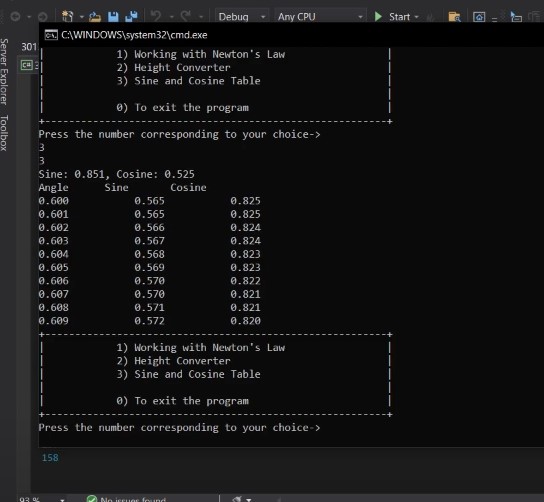 Debug Any CPU Start
C:\WINDOWS\system32\cmd.exe
Server Explorer Toolbox
301
C#
1) Working with Newton's Law
2) Height Converter
3) Sine and Cosine Table
0) To exit the program
Press the number corresponding to your choice->
3
3
Sine: 0.851, Cosine: 0.525
Angle Sine Cosine
0.600 0.565 0.825
0.601 0.565 0.825
0.602 0.566 0.824
0.603 0.567 0.824
0.604 0.568 0.823
0.605 0.569 0.823
0.606 0.570 0.822
0.607 0.570 0.821
0.608 0.571 0.821
0.609 0.572 0.820
1) Working with Newton's Law
2) Height Converter
3) Sine and Cosine Table
0) To exit the program
Press the number corresponding to your choice->
158
93 % No issues found